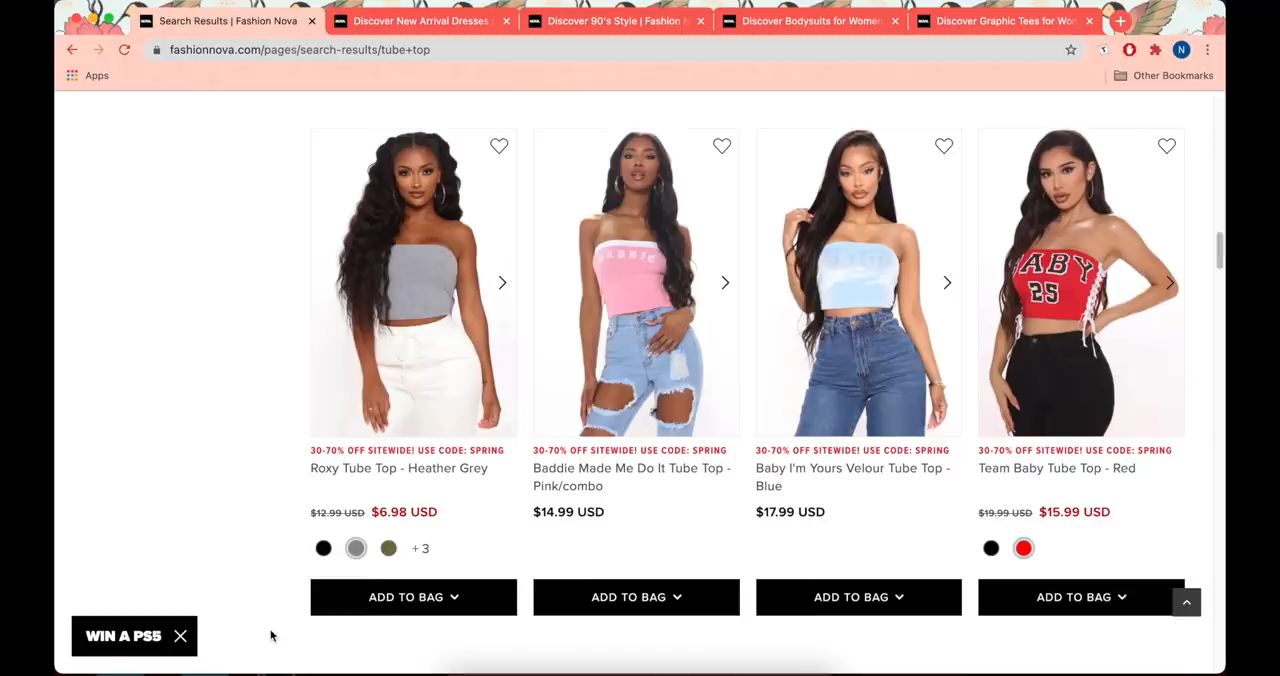 Search Results | Fashion Nova
Discover New Arrival Dresses
Discover 90's Style | Fashion
Discover Bodysuits for Women
Discover Graphic Tees for Wom
fashionnova.com/pages/search-results/tube+top
N
Apps
Other Bookmarks
BADDIE
BABY
25
30-70% OFF SITEWIDE! USE CODE: SPRING
30-70% OFF SITEWIDE! USE CODE: SPRING
30-70% OFF SITEWIDE! USE CODE: SPRING
30-70% OFF SITEWIDE! USE CODE: SPRING
Roxy Tube Top - Heather Grey
Baddie Made Me Do It Tube Top -
Pink/combo
Baby I'm Yours Velour Tube Top -
Blue
Team Baby Tube Top - Red
$12.99 USD $6.98 USD
$14.99 USD
$17.99 USD
$19.99 USD $15.99 USD
+ 3
ADD TO BAG
ADD TO BAG
ADD TO BAG
ADD TO BAG
WIN A PS5